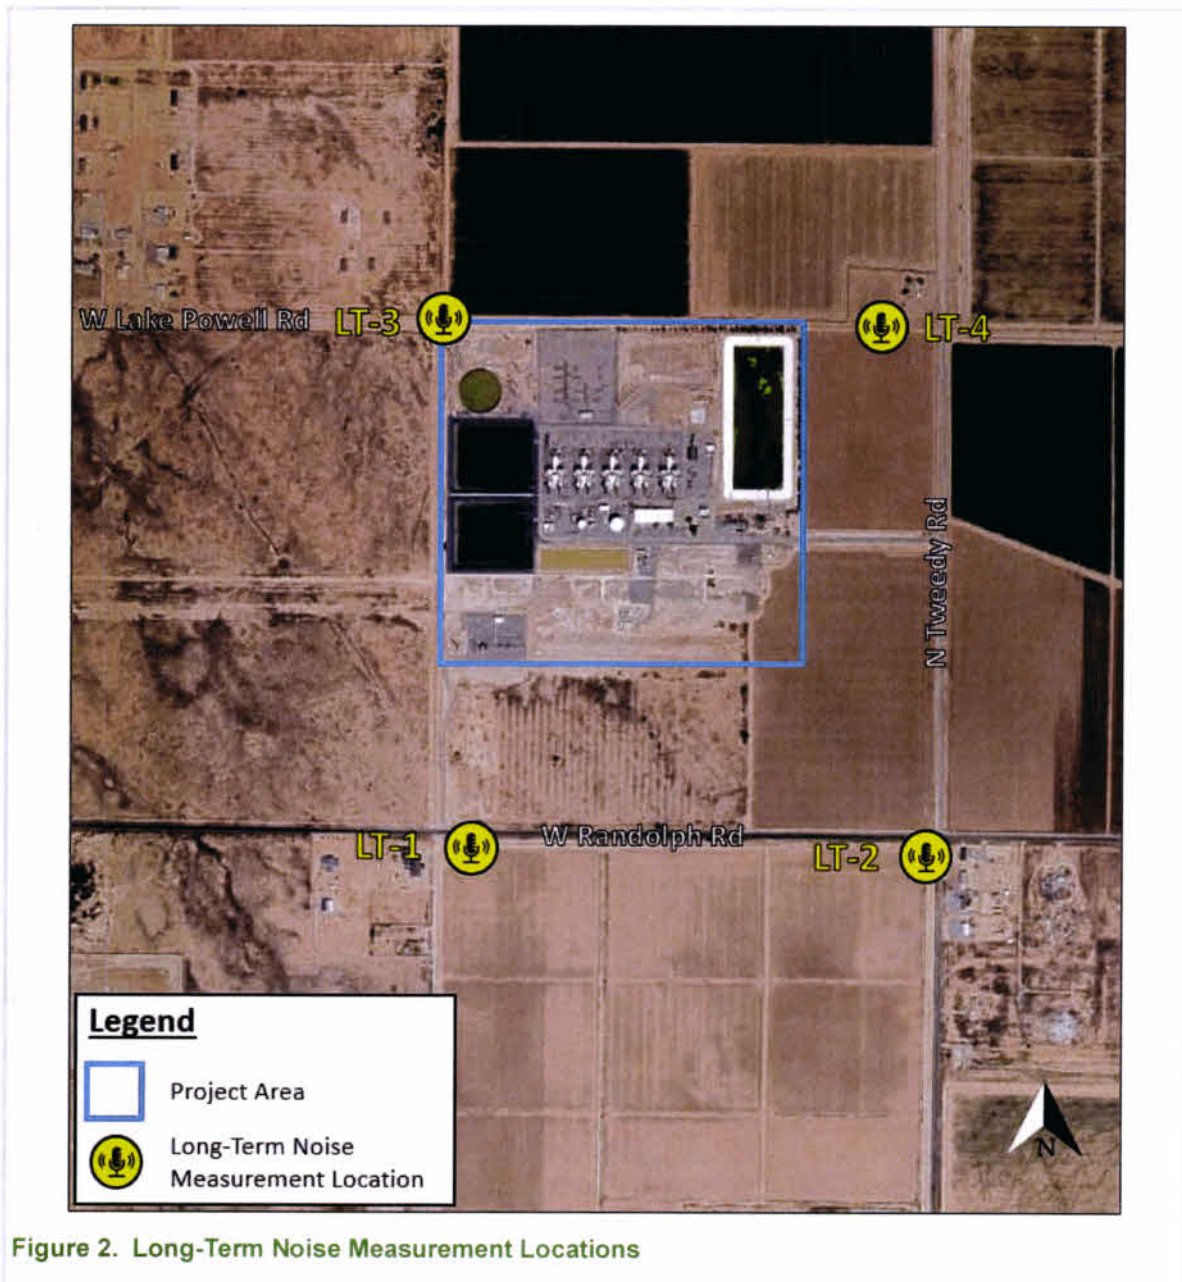 W Lake Powell Rd
LT-3
LT-4
N Tweedy Rd
LT-1
W Randolph Rd
LT-2
Legend
Project Area
Long-Term Noise
Measurement Location
N
Figure 2. Long-Term Noise Measurement Locations